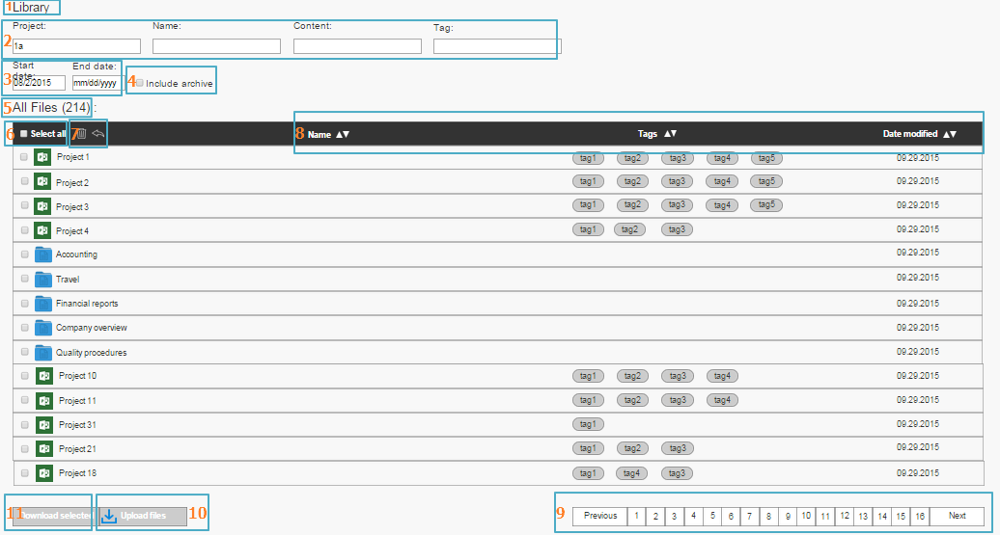 1 Library
Project: Name: Content: Tag:
2 1a
Start date: End date:
3 08/2/2015 mm/dd/yyyy 4 Include archive
5 All Files (214) :
6 Select all 7 8 Name ▲▼ Tags ▲▼ Date modified ▲▼
Project 1 tag1 tag2 tag3 tag4 tag5 09.29.2015
Project 2 tag1 tag2 tag3 tag4 tag5 09.29.2015
Project 3 tag1 tag2 tag3 tag4 tag5 09.29.2015
Project 4 tag1 tag2 tag3 09.29.2015
Accounting 09.29.2015
Travel 09.29.2015
Financial reports 09.29.2015
Company overview 09.29.2015
Quality procedures 09.29.2015
Project 10 tag1 tag2 tag3 tag4 09.29.2015
Project 11 tag1 tag2 tag3 tag4 09.29.2015
Project 31 tag1 09.29.2015
Project 21 tag1 tag2 tag3 09.29.2015
Project 18 tag1 tag4 tag3 09.29.2015
11 Download selected Upload files 10 9 Previous 1 2 3 4 5 6 7 8 9 10 11 12 13 14 15 16 Next